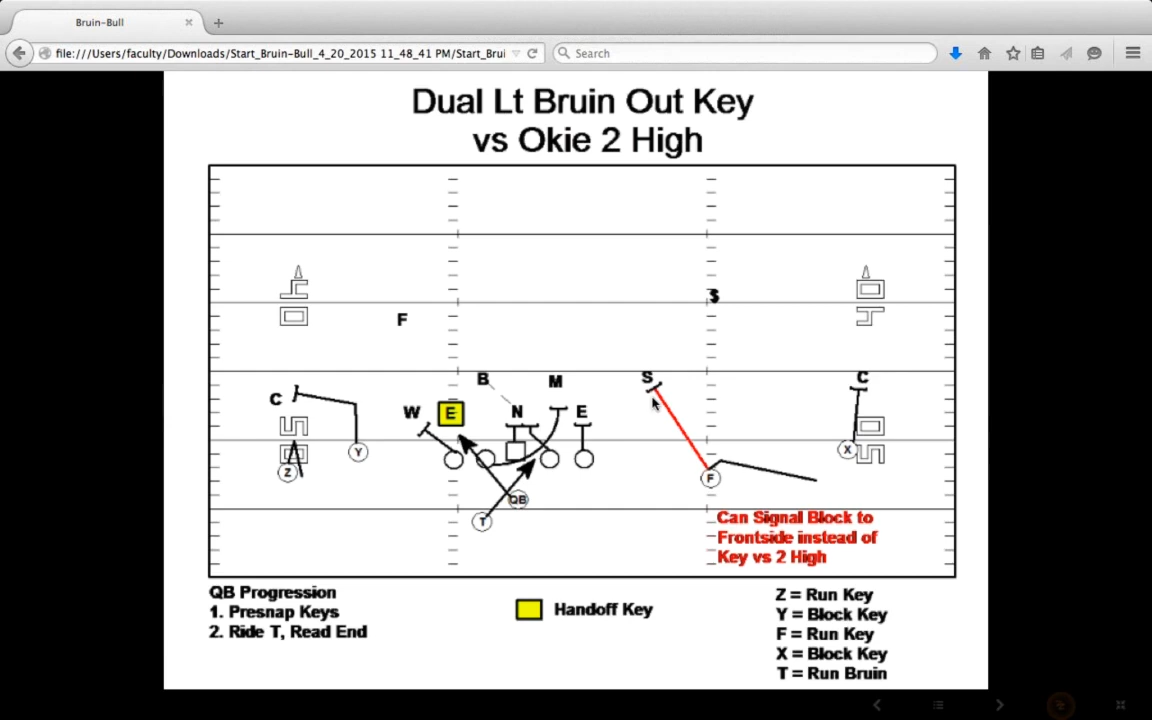 Bruin-Bull
file:///Users/faculty/Downloads/Start_Bruin-Bull_4_20_2015 11_48_41 PM/Start_Brui
Search
Dual Lt Bruin Out Key
vs Okie 2 High
$
F
B
M
S
C
C
W
E
N
E
50
50
Y
X
Z
F
QB
T
Can Signal Block to
Frontside instead of
Key vs 2 High
QB Progression
1. Presnap Keys
2. Ride T, Read End
Handoff Key
Z = Run Key
Y = Block Key
F = Run Key
X = Block Key
T = Run Bruin